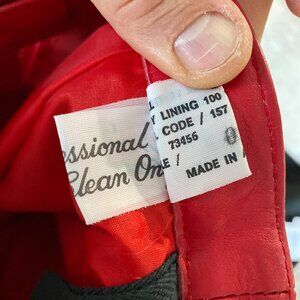 essional
Clean On
LINING 100
CODE / 157
73456
E /
MADE IN